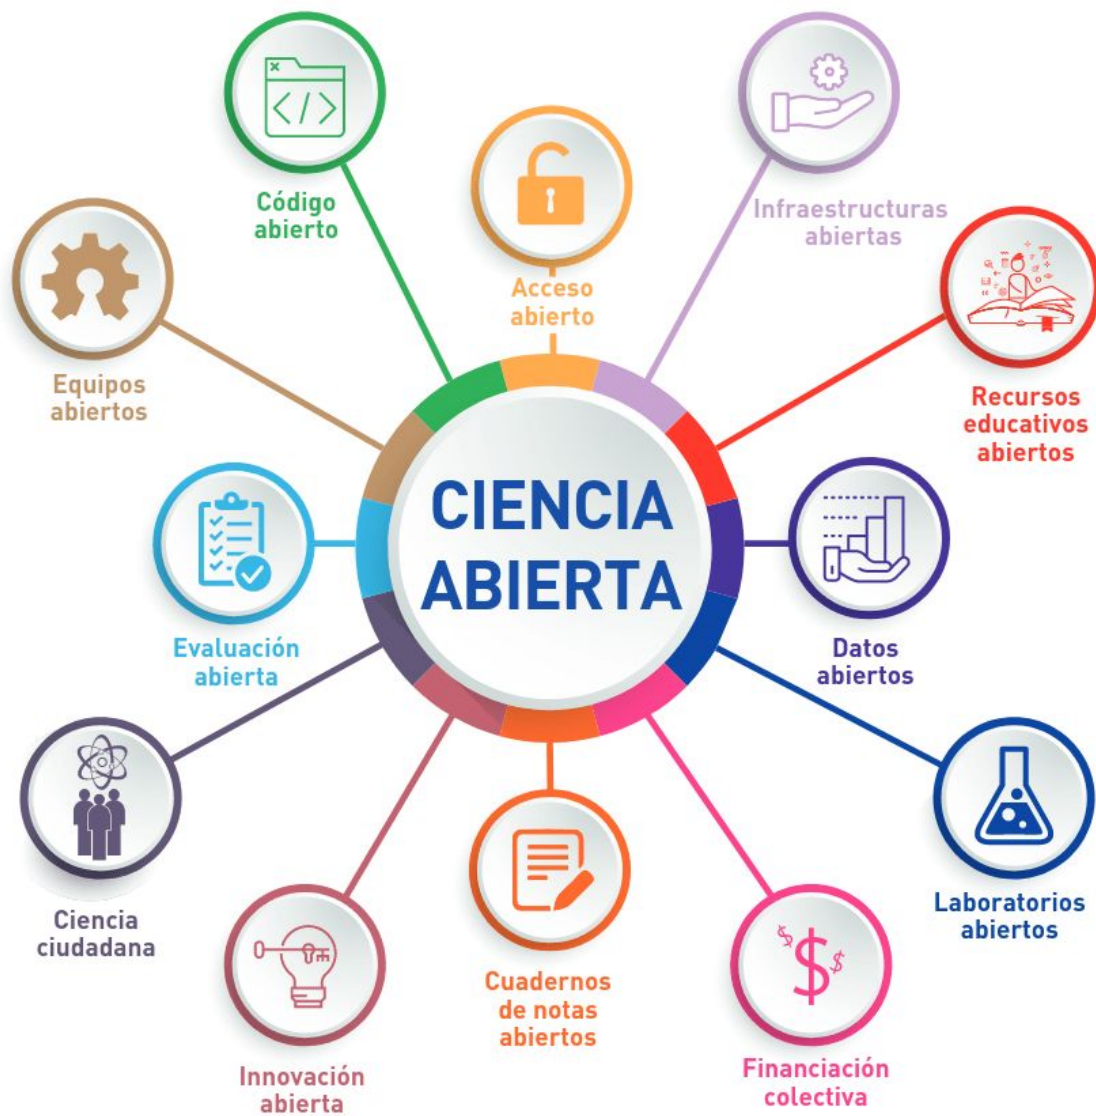 Código
abierto
Acceso
abierto
Infraestructuras
abiertas
Equipos
abiertos
Recursos
educativos
abiertos
CIENCIA
ABIERTA
Evaluación
abierta
Datos
abiertos
Ciencia
ciudadana
Laboratorios
abiertos
Innovación
abierta
Cuadernos
de notas
abiertos
Financiación
colectiva